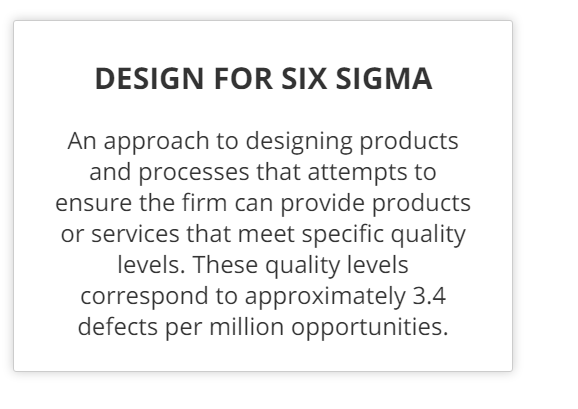 DESIGN FOR SIX SIGMA
An approach to designing products
and processes that attempts to
ensure the firm can provide products
or services that meet specific quality
levels. These quality levels
correspond to approximately 3.4
defects per million opportunities.